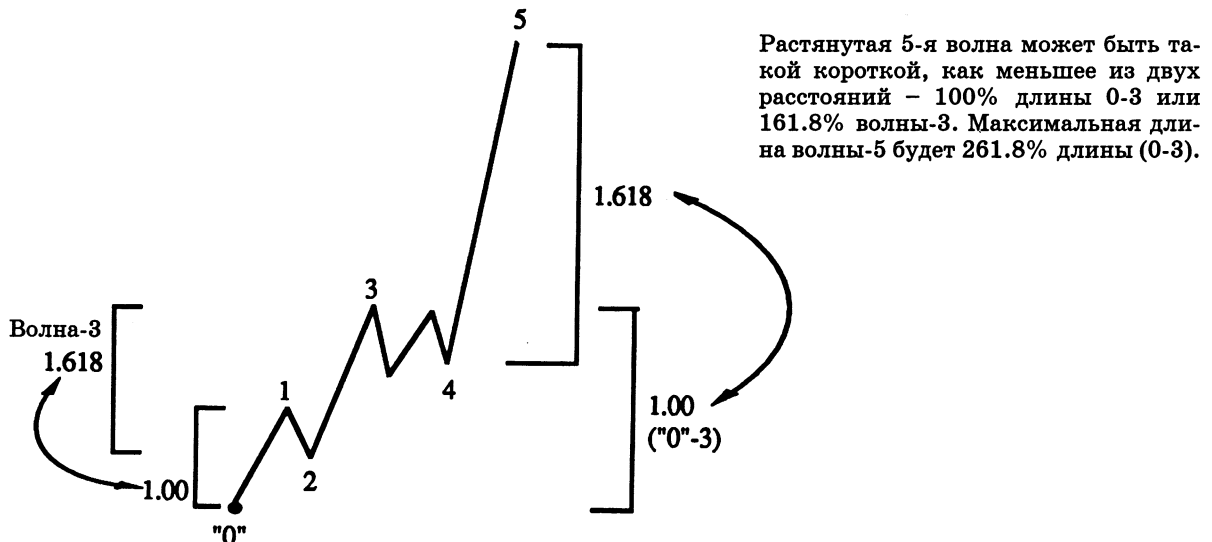 5
Растянутая 5-я волна может быть та-
кой короткой, как меньшее из двух
расстояний – 100% длины 0-3 или
161.8% волны-3. Максимальная дли-
на волны-5 будет 261.8% длины (0-3).
1.618
3
Волна-3
1.618
1
4
1.00
("0"-3)
2
1.00
"0"